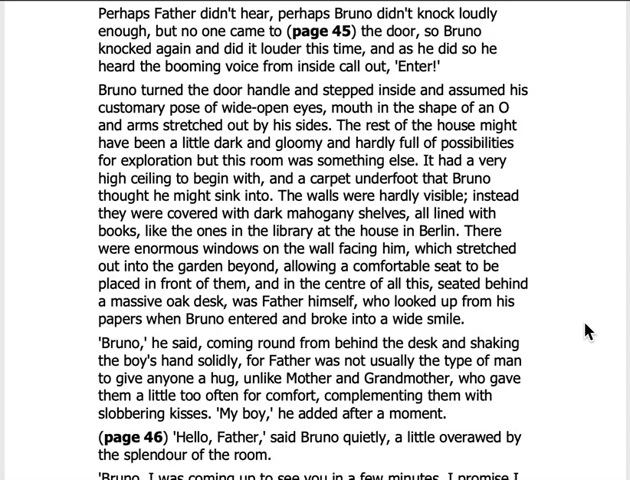 Perhaps Father didn't hear, perhaps Bruno didn't knock loudly
enough, but no one came to (page 45) the door, so Bruno
knocked again and did it louder this time, and as he did so he
heard the booming voice from inside call out, 'Enter!'
Bruno turned the door handle and stepped inside and assumed his
customary pose of wide-open eyes, mouth in the shape of an O
and arms stretched out by his sides. The rest of the house might
have been a little dark and gloomy and hardly full of possibilities
for exploration but this room was something else. It had a very
high ceiling to begin with, and a carpet underfoot that Bruno
thought he might sink into. The walls were hardly visible; instead
they were covered with dark mahogany shelves, all lined with
books, like the ones in the library at the house in Berlin. There
were enormous windows on the wall facing him, which stretched
out into the garden beyond, allowing a comfortable seat to be
placed in front of them, and in the centre of all this, seated behind
a massive oak desk, was Father himself, who looked up from his
papers when Bruno entered and broke into a wide smile.
'Bruno,' he said, coming round from behind the desk and shaking
the boy's hand solidly, for Father was not usually the type of man
to give anyone a hug, unlike Mother and Grandmother, who gave
them a little too often for comfort, complementing them with
slobbering kisses. 'My boy,' he added after a moment.
(page 46) 'Hello, Father,' said Bruno quietly, a little overawed by
the splendour of the room.
'Bruno, I was coming up to see you in a few minutes, I promise I